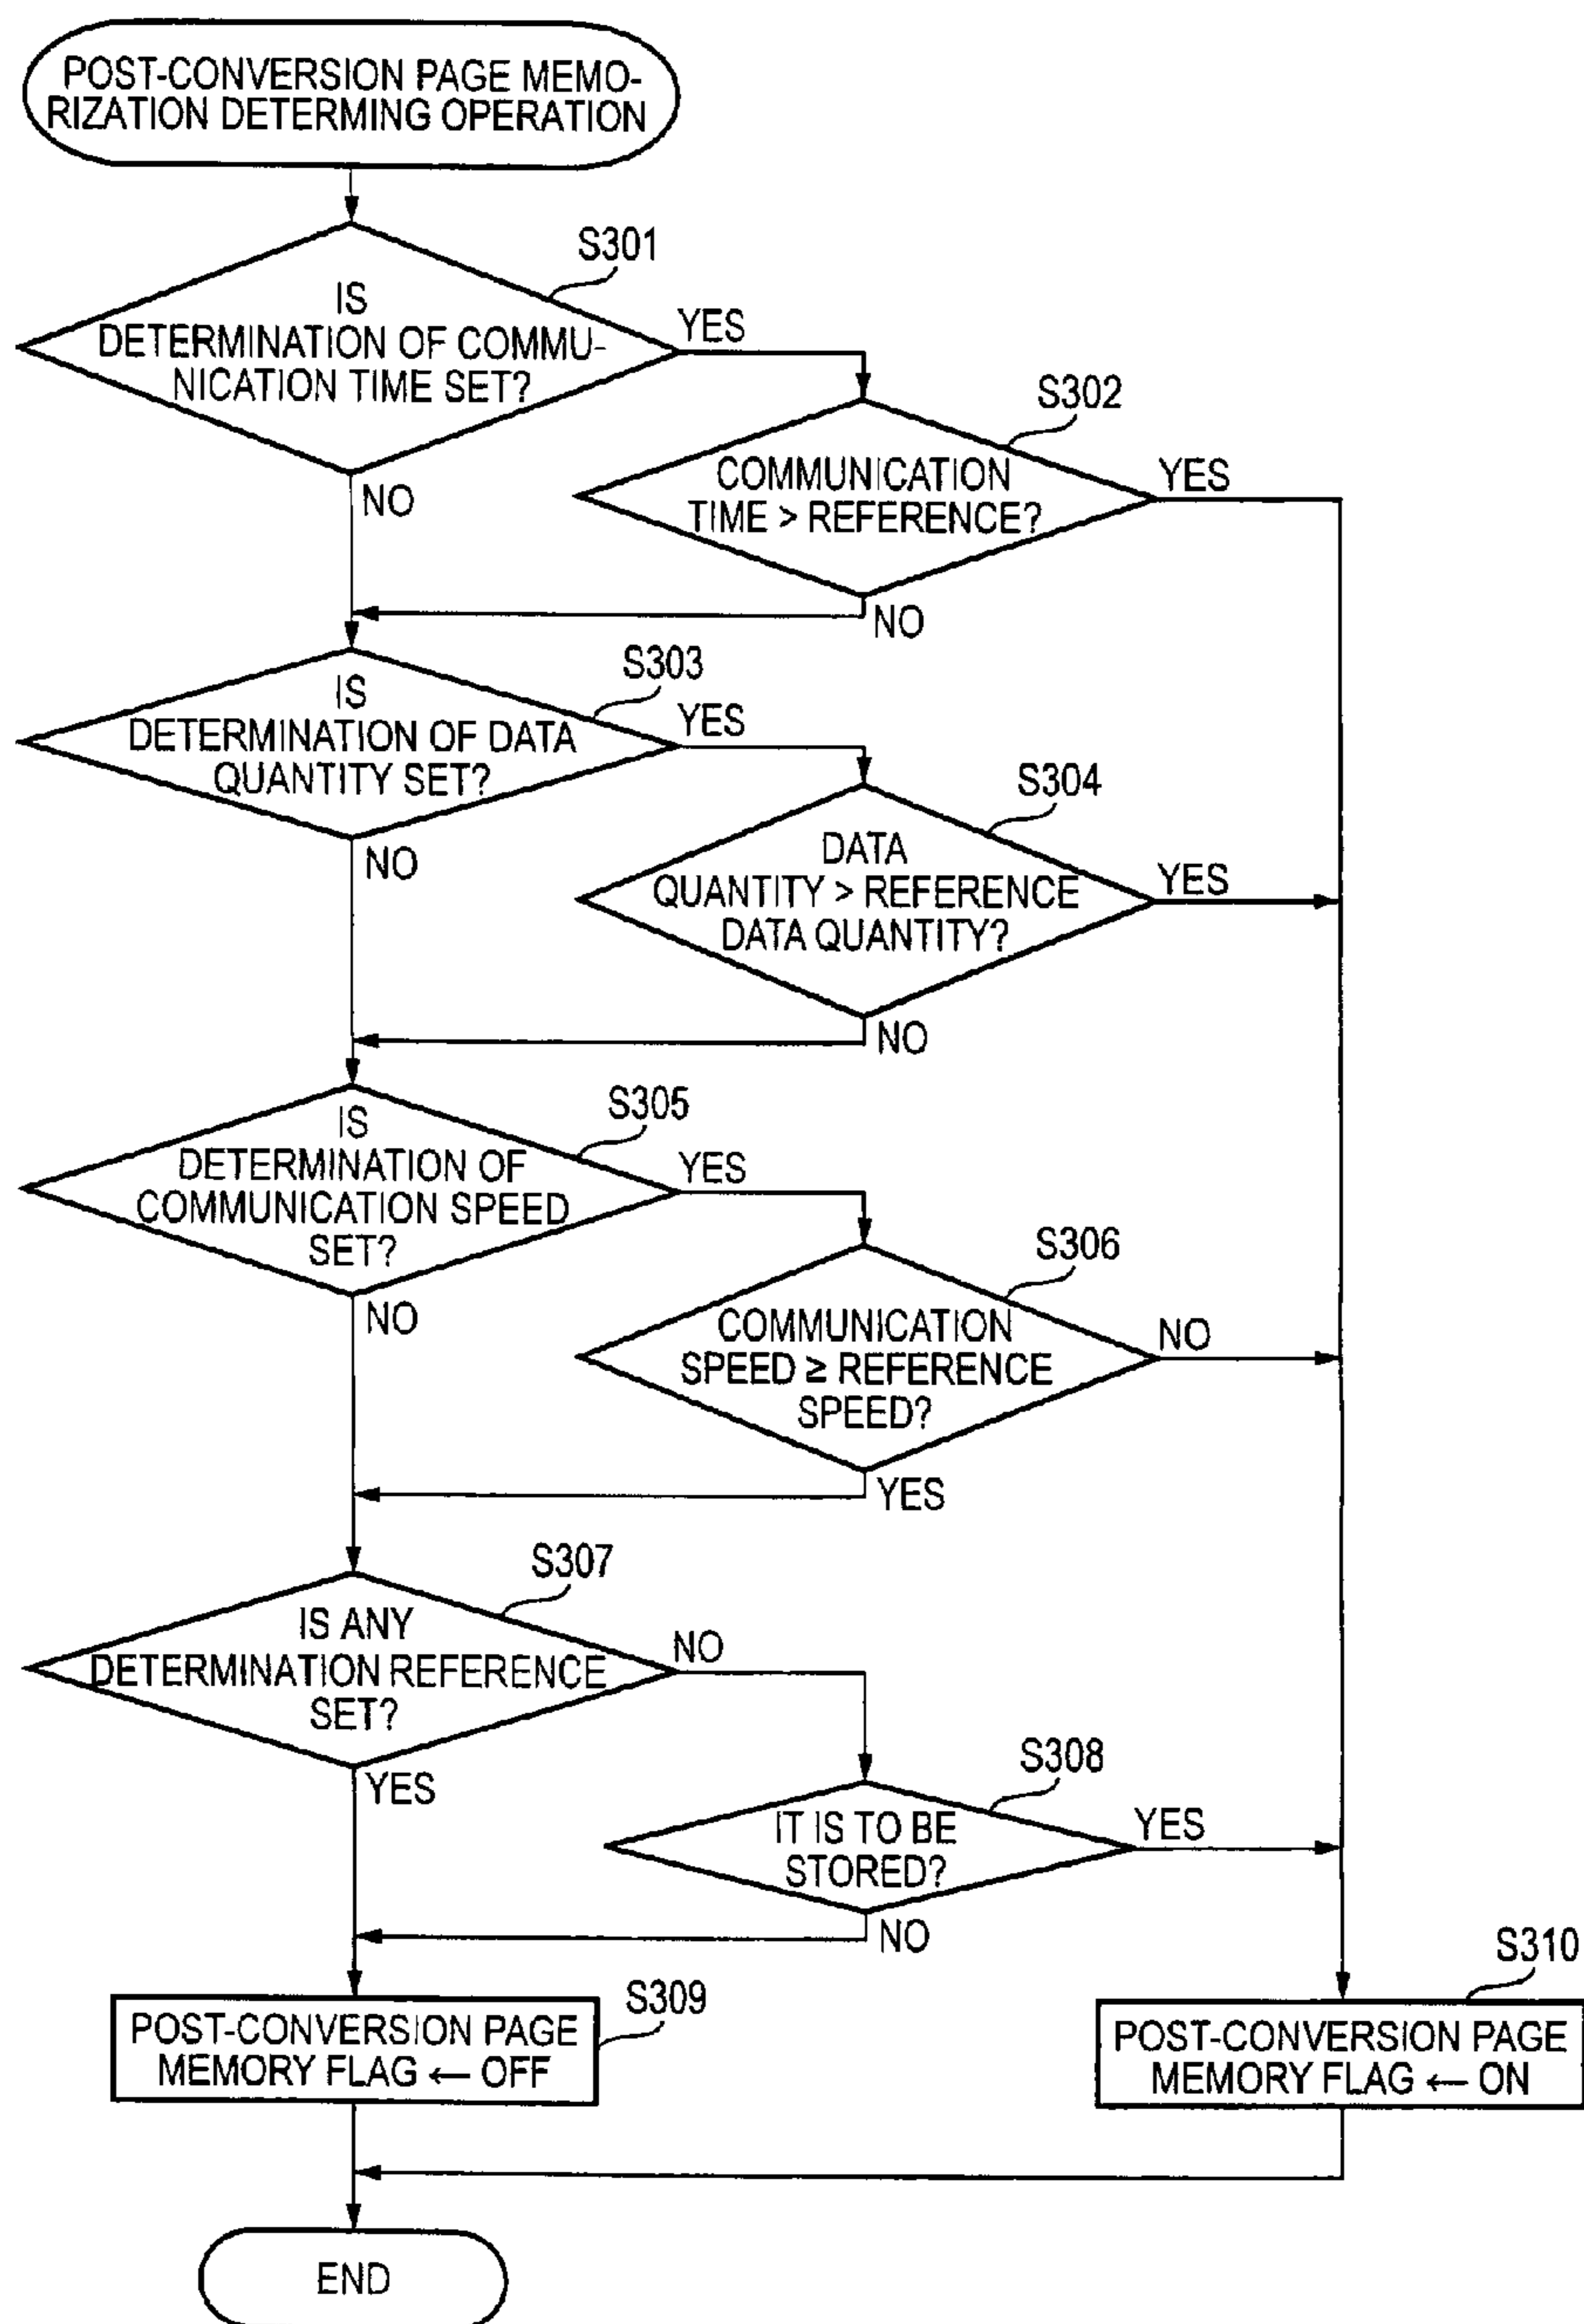 POST-CONVERSION PAGE MEMO-
RIZATION DETERMING OPERATION
S301
IS
DETERMINATION OF COMMU-
NICATION TIME SET?
YES
NO
S302
COMMUNICATION
TIME > REFERENCE?
YES
NO
S303
IS
DETERMINATION OF DATA
QUANTITY SET?
YES
NO
S304
DATA
QUANTITY > REFERENCE
DATA QUANTITY?
YES
NO
S305
IS
DETERMINATION OF
COMMUNICATION SPEED
SET?
YES
NO
S306
COMMUNICATION
SPEED ≥ REFERENCE
SPEED?
NO
YES
S307
IS ANY
DETERMINATION REFERENCE
SET?
NO
YES
S308
IT IS TO BE
STORED?
YES
NO
S309
POST-CONVERSION PAGE
MEMORY FLAG ← OFF
S310
POST-CONVERSION PAGE
MEMORY FLAG ← ON
END